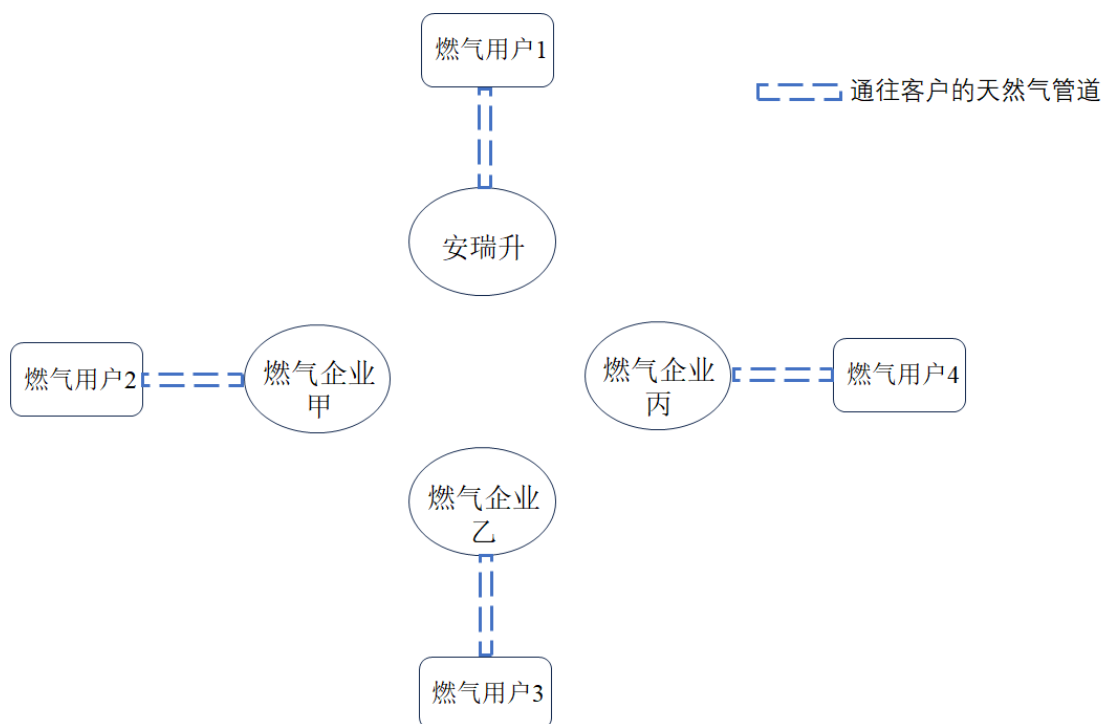 燃气用户1
通往客户的天然气管道
安瑞升
燃气用户2
燃气企业
甲
燃气企业
丙
燃气用户4
燃气企业
乙
燃气用户3